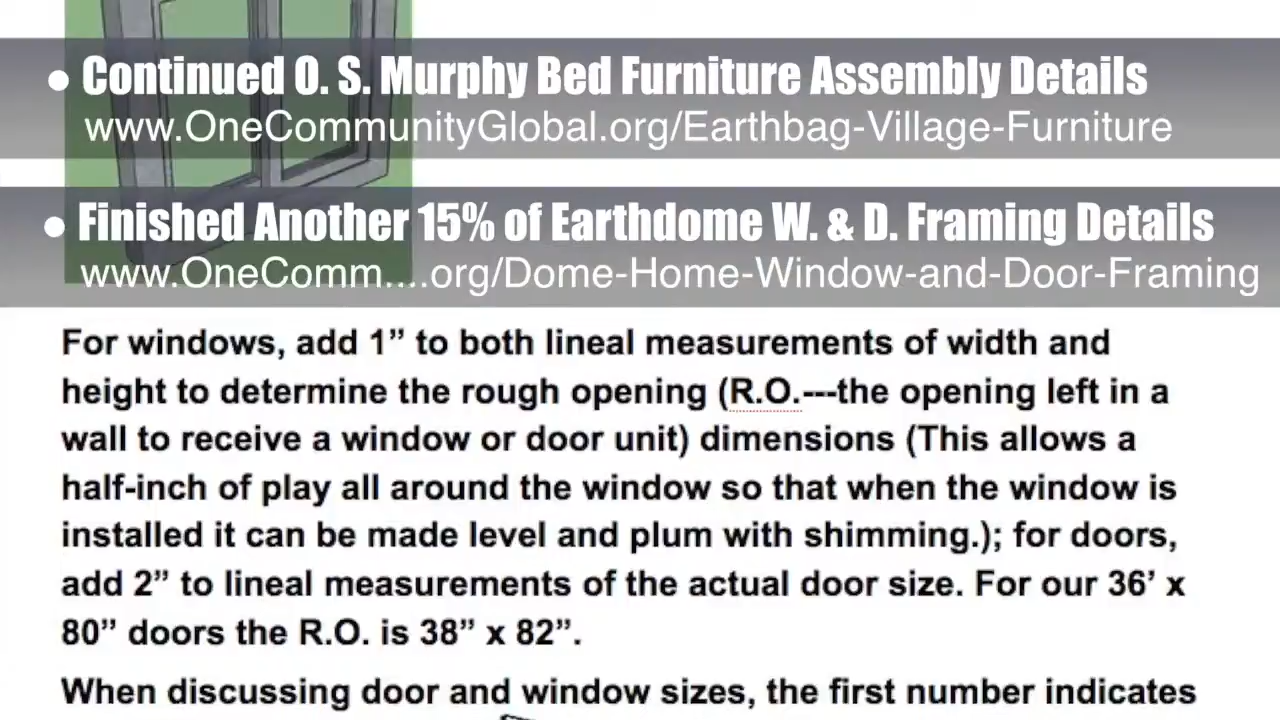 • Continued O. S. Murphy Bed Furniture Assembly Details
www.OneCommunityGlobal.org/Earthbag-Village-Furniture
• Finished Another 15% of Earthdome W. & D. Framing Details
www.OneComm....org/Dome-Home-Window-and-Door-Framing
For windows, add 1” to both lineal measurements of width and
height to determine the rough opening (R.O.---the opening left in a
wall to receive a window or door unit) dimensions (This allows a
half-inch of play all around the window so that when the window is
installed it can be made level and plum with shimming.); for doors,
add 2” to lineal measurements of the actual door size. For our 36’ x
80” doors the R.O. is 38” x 82”.
When discussing door and window sizes, the first number indicates